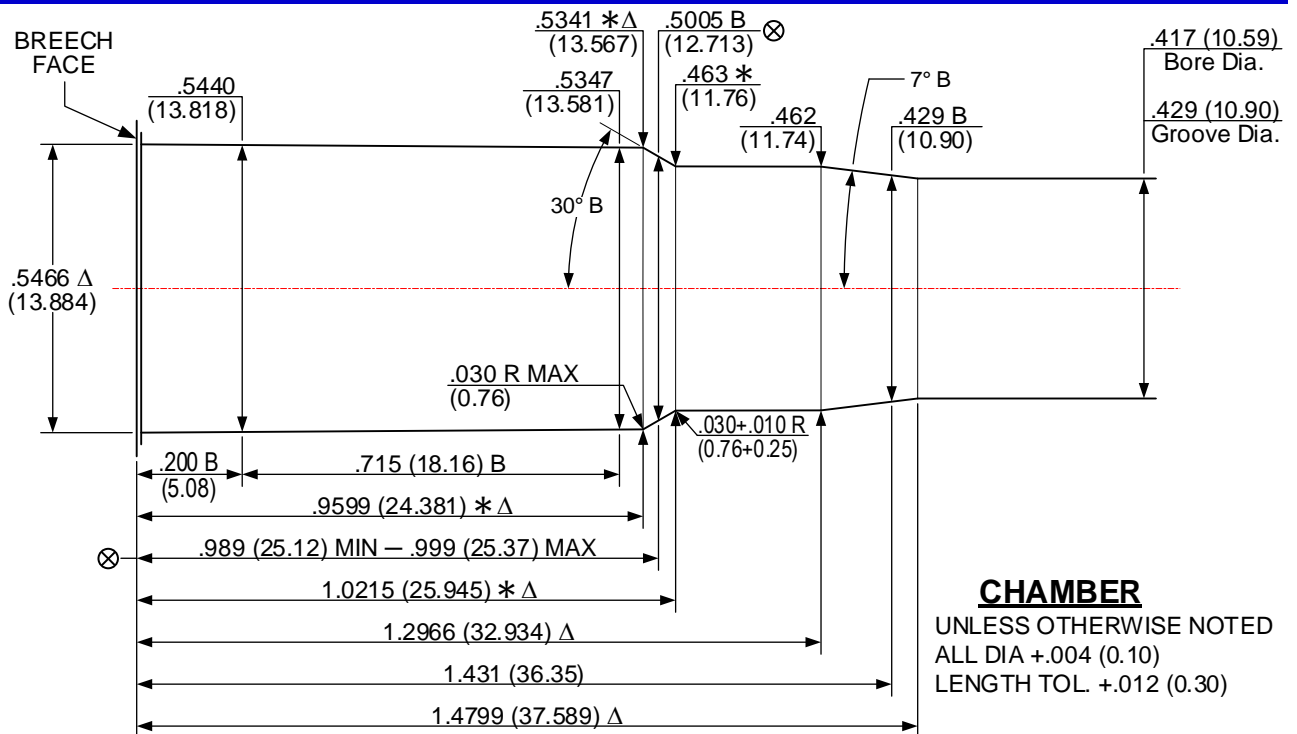 BREECH
FACE
.5440
(13.818)
.5341 ∗Δ
(13.567)
.5005 B ⊗
(12.713)
.5347
(13.581)
.463 ∗
(11.76)
.462
(11.74)
7° B
.429 B
(10.90)
.417 (10.59)
Bore Dia.
.429 (10.90)
Groove Dia.
30° B
.5466 Δ
(13.884)
.030 R MAX
(0.76)
.030+.010 R
(0.76+0.25)
.200 B
(5.08)
.715 (18.16) B
.9599 (24.381) ∗ Δ
⊗ .989 (25.12) MIN – .999 (25.37) MAX
1.0215 (25.945) ∗ Δ
1.2966 (32.934) Δ
1.431 (36.35)
1.4799 (37.589) Δ
CHAMBER
UNLESS OTHERWISE NOTED
ALL DIA +.004 (0.10)
LENGTH TOL. +.012 (0.30)